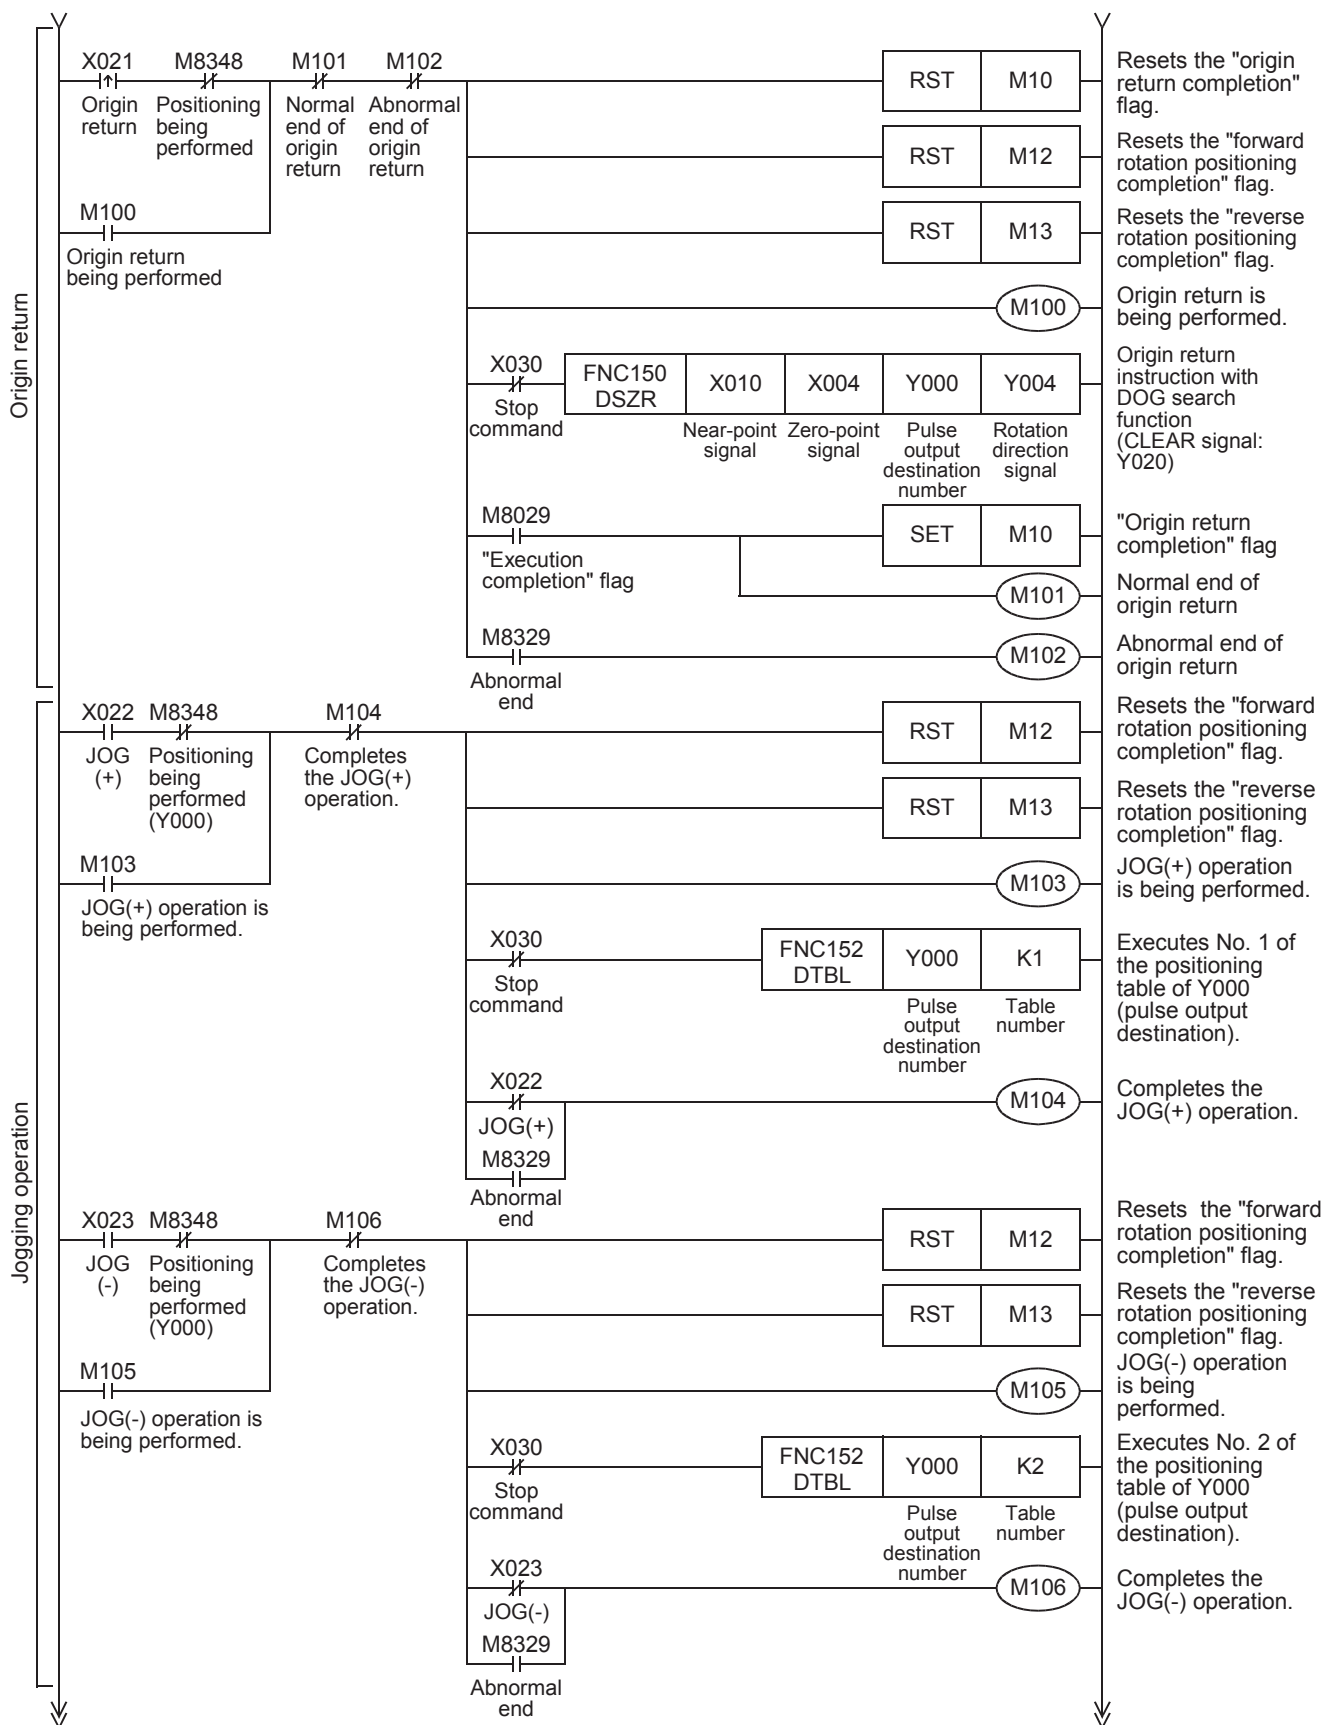 Origin return
X021
M8348
M101
M102
Origin
return
Positioning
being
performed
Normal
end of
origin
return
Abnormal
end of
origin
return
RST
M10
Resets the "origin
return completion"
flag.
RST
M12
Resets the "forward
rotation positioning
completion" flag.
M100
Origin return
being performed
RST
M13
Resets the "reverse
rotation positioning
completion" flag.
M100
Origin return is
being performed.
X030
Stop
command
FNC150
DSZR
X010
X004
Y000
Y004
Near-point
signal
Zero-point
signal
Pulse
output
destination
number
Rotation
direction
signal
Origin return
instruction with
DOG search
function
(CLEAR signal:
Y020)
M8029
"Execution
completion" flag
SET
M10
"Origin return
completion" flag
M101
Normal end of
origin return
M8329
Abnormal
end
M102
Abnormal end of
origin return
Jogging operation
X022
M8348
M104
JOG
(+)
Positioning
being
performed
(Y000)
Completes
the JOG(+)
operation.
RST
M12
Resets the "forward
rotation positioning
completion" flag.
RST
M13
Resets the "reverse
rotation positioning
completion" flag.
M103
JOG(+) operation is
being performed.
M103
JOG(+) operation
is being performed.
X030
Stop
command
FNC152
DTBL
Y000
K1
Pulse
output
destination
number
Table
number
Executes No. 1 of
the positioning
table of Y000
(pulse output
destination).
X022
JOG(+)
M8329
Abnormal
end
M104
Completes the
JOG(+) operation.
X023
M8348
M106
JOG
(-)
Positioning
being
performed
(Y000)
Completes
the JOG(-)
operation.
RST
M12
Resets the "forward
rotation positioning
completion" flag.
RST
M13
Resets the "reverse
rotation positioning
completion" flag.
M105
JOG(-) operation is
being performed.
M105
JOG(-) operation
is being
performed.
X030
Stop
command
FNC152
DTBL
Y000
K2
Pulse
output
destination
number
Table
number
Executes No. 2 of
the positioning
table of Y000
(pulse output
destination).
X023
JOG(-)
M8329
Abnormal
end
M106
Completes the
JOG(-) operation.